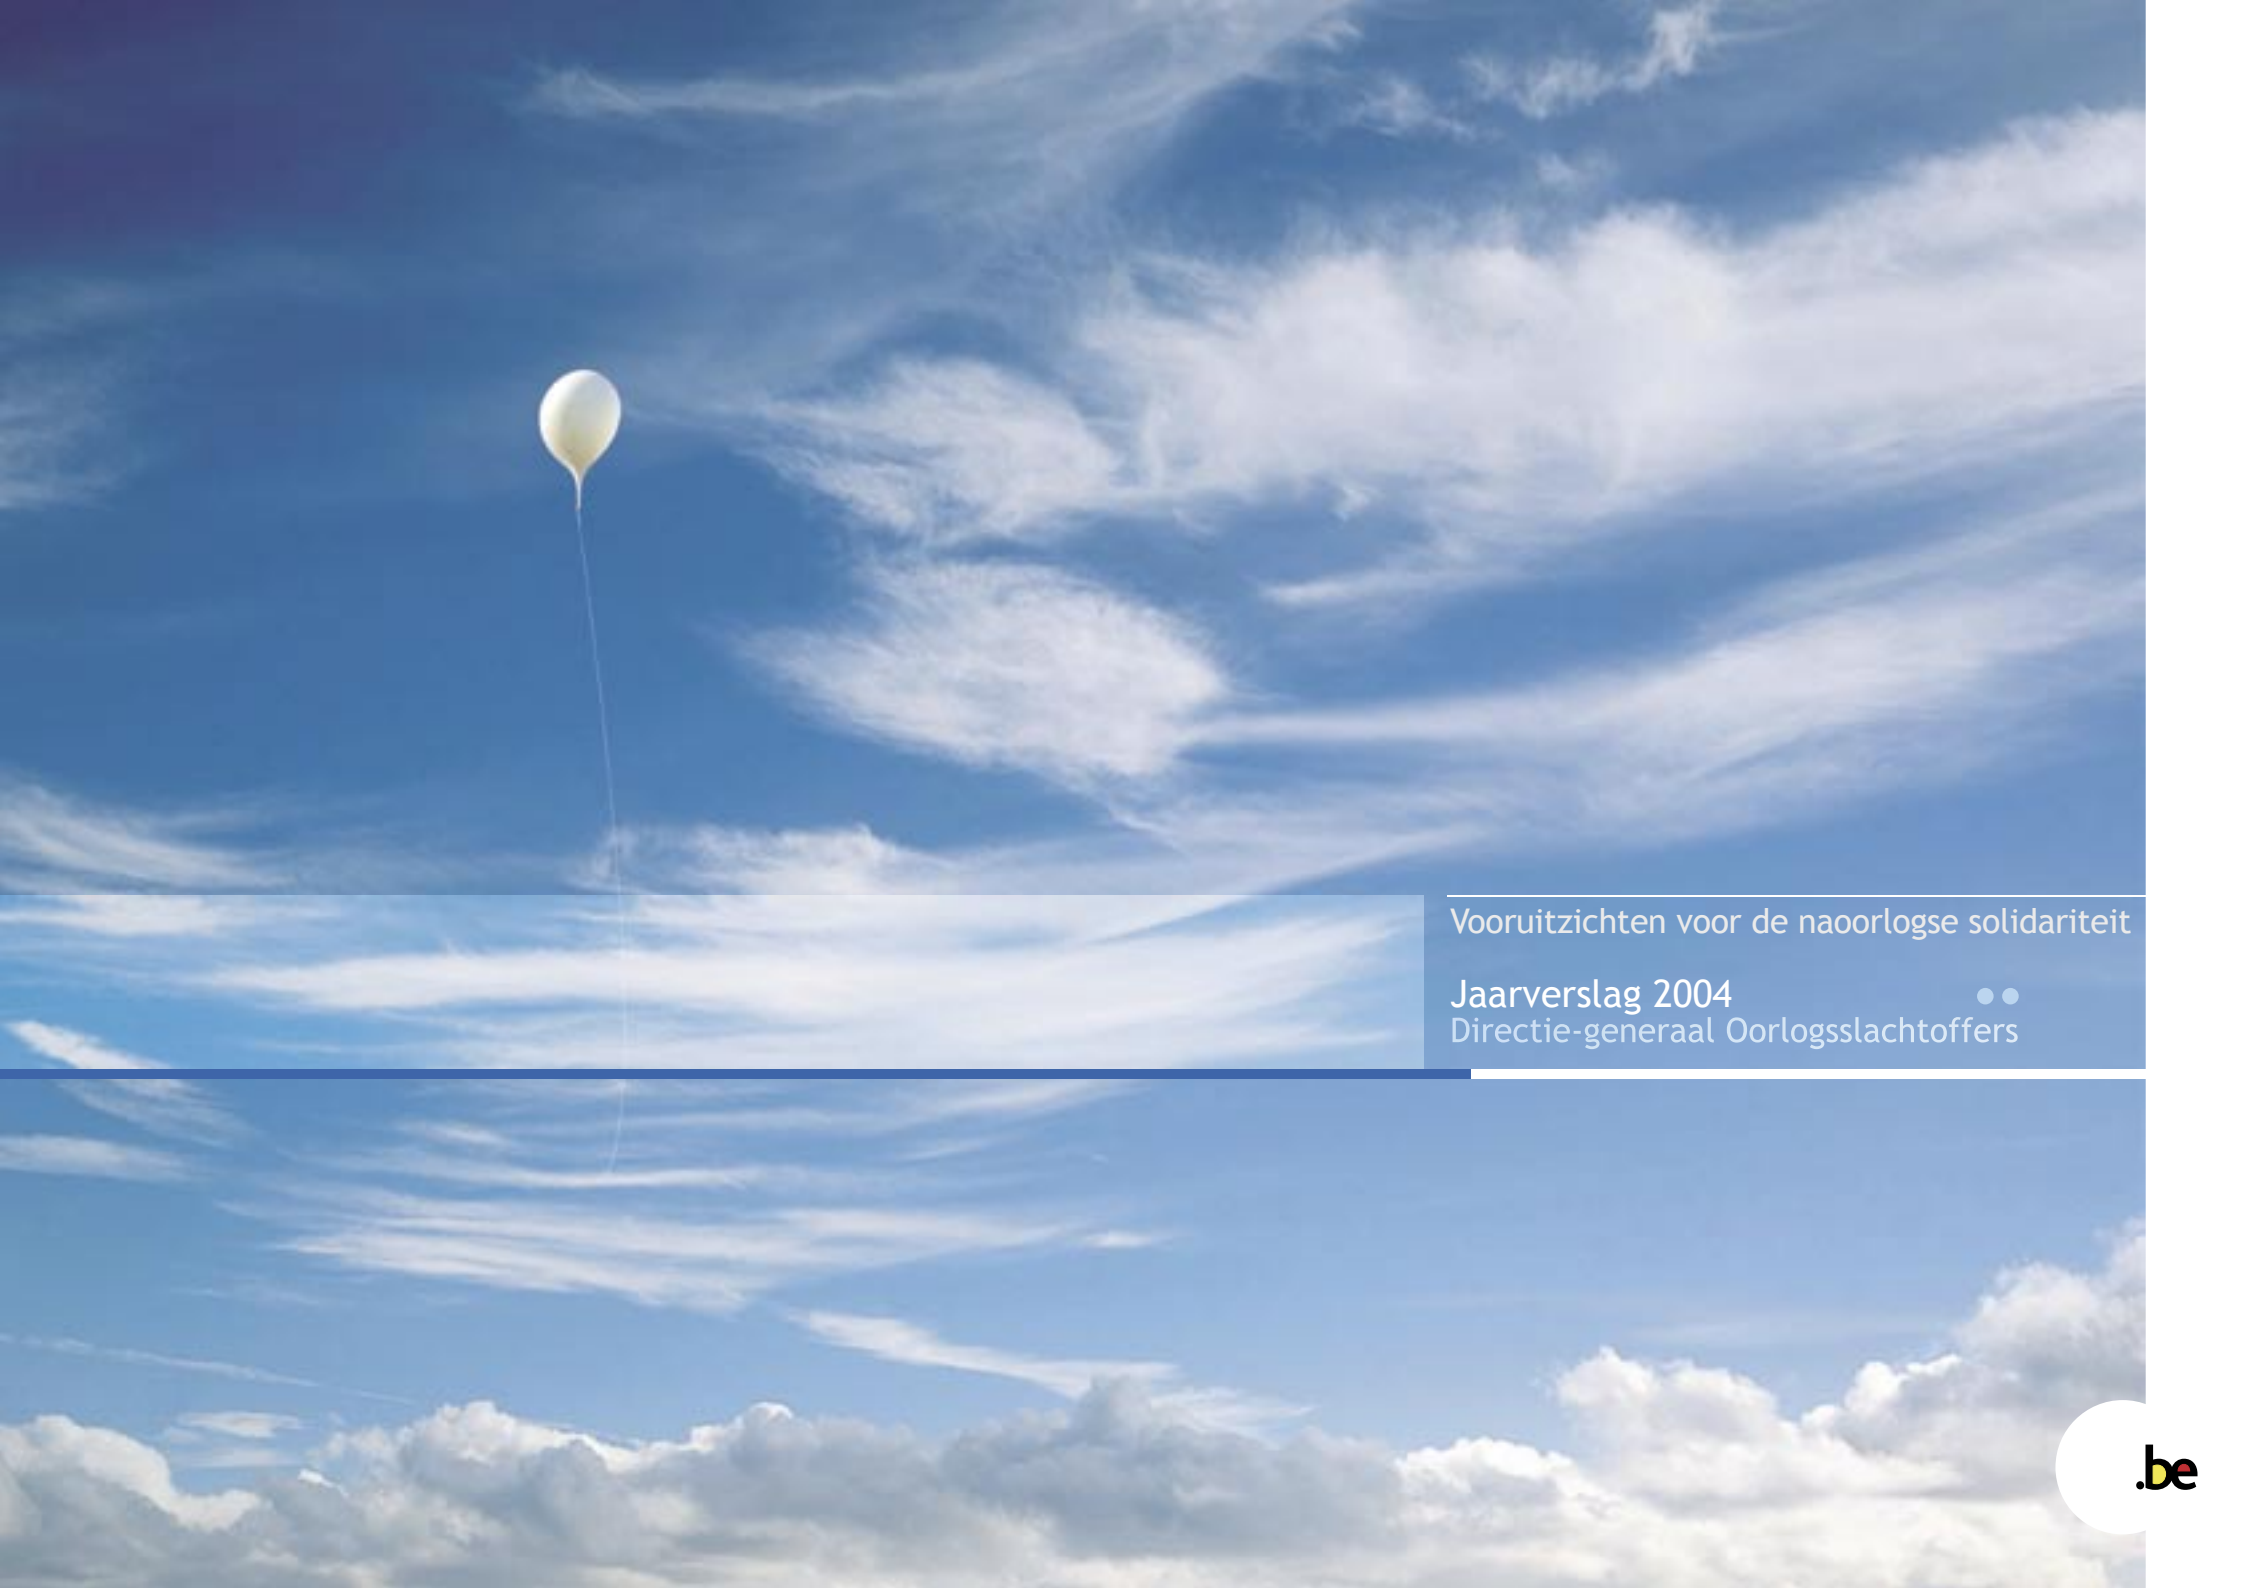 Vooruitzichten voor de naoorlogse solidariteit
Jaarverslag 2004
Directie-generaal Oorlogsslachtoffers
.be